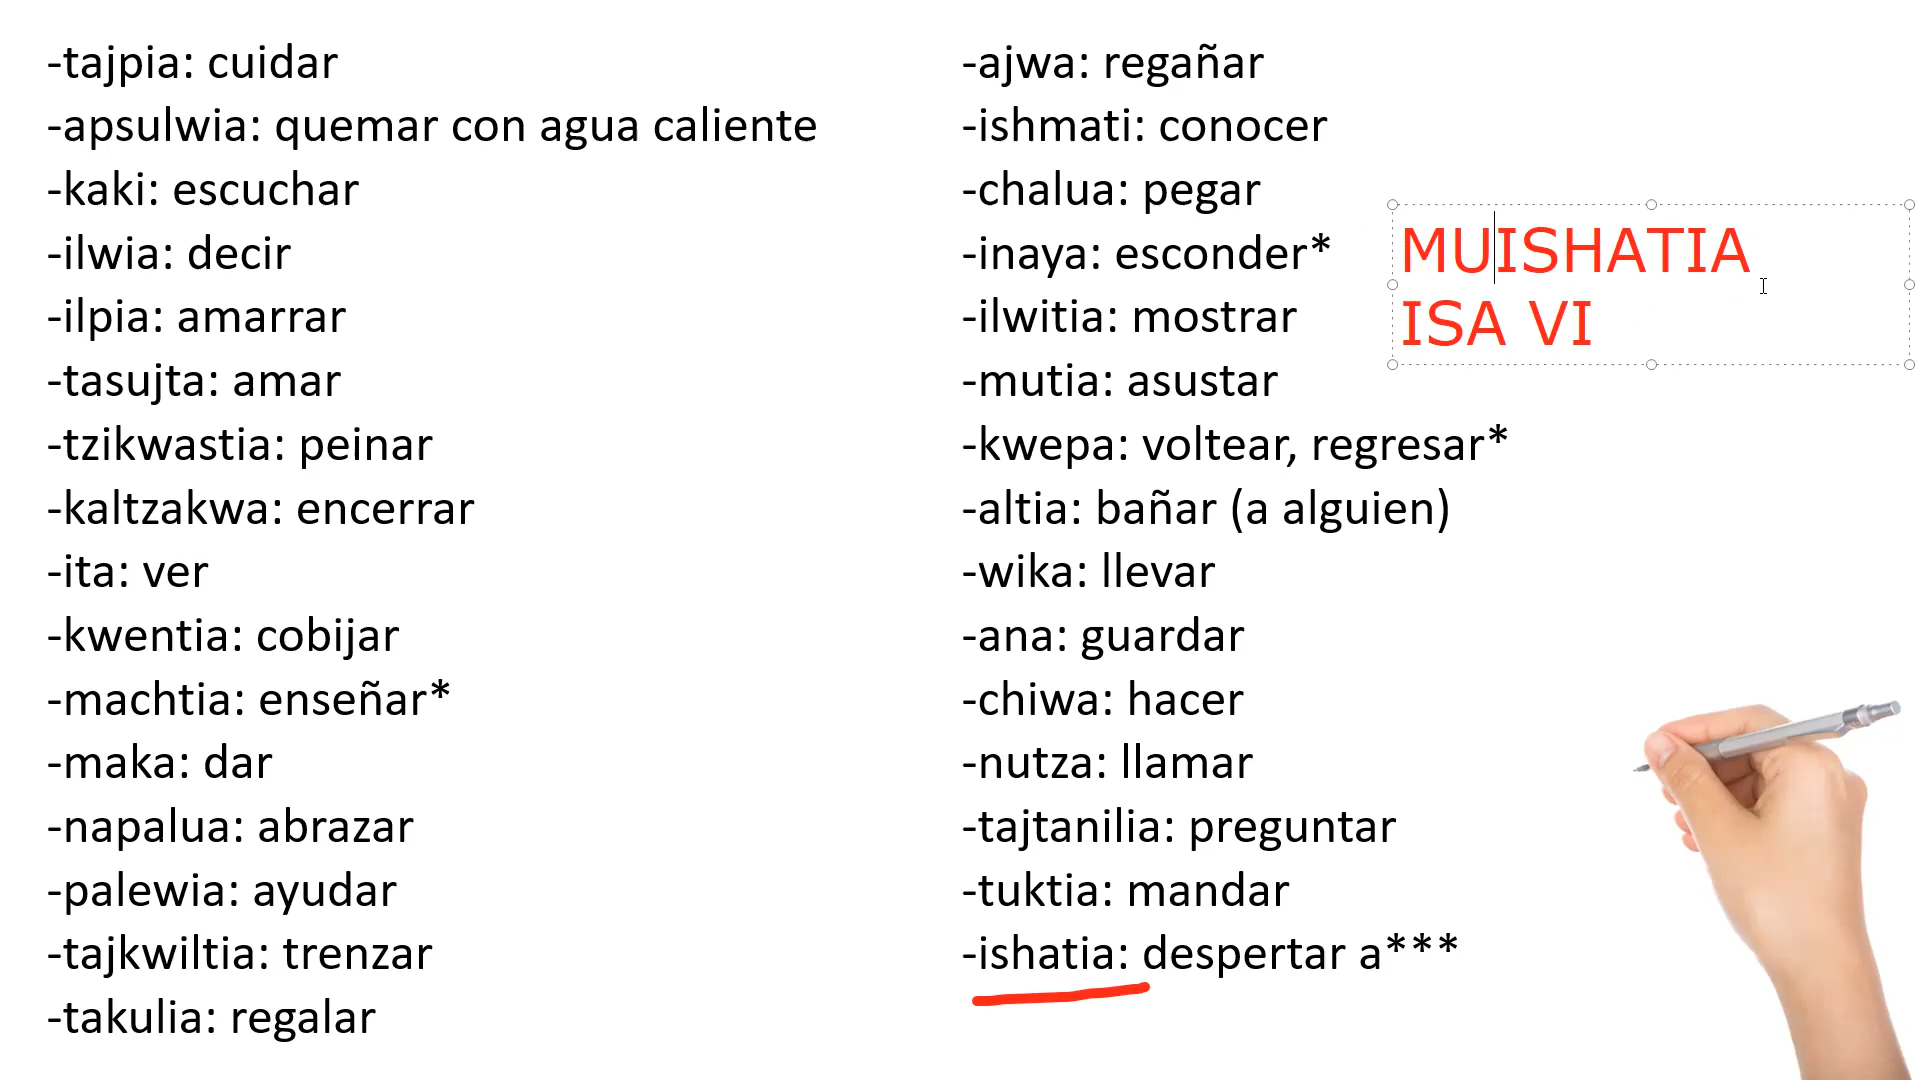 -tajpia: cuidar
-apsulwia: quemar con agua caliente
-kaki: escuchar
-ilwia: decir
-ilpia: amarrar
-tasujta: amar
-tzikwastia: peinar
-kaltzakwa: encerrar
-ita: ver
-kwentia: cobijar
-machtia: enseñar*
-maka: dar
-napalua: abrazar
-palewia: ayudar
-tajkwiltia: trenzar
-takulia: regalar
-ajwa: regañar
-ishmati: conocer
-chalua: pegar
-inaya: esconder*
-ilwitia: mostrar
-mutia: asustar
-kwepa: voltear, regresar*
-altia: bañar (a alguien)
-wika: llevar
-ana: guardar
-chiwa: hacer
-nutza: llamar
-tajtanilia: preguntar
-tuktia: mandar
-ishatia: despertar a***
MUISHATIA
ISA VI